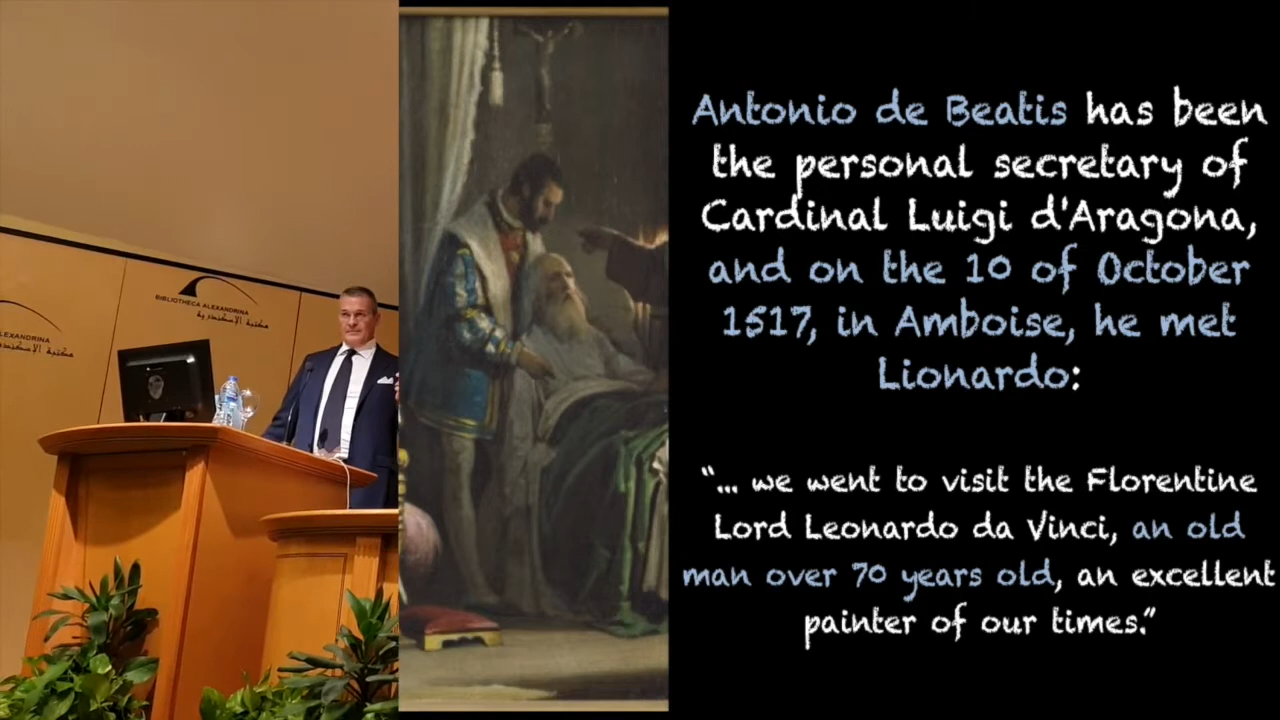 Antonio de Beatis has been
the personal secretary of
Cardinal Luigi d'Aragona,
and on the 10 of October
1517, in Amboise, he met
Lionardo:
"... we went to visit the Florentine
Lord Leonardo da Vinci, an old
man over 70 years old, an excellent
painter of our times."
BIBLIOTHECA ALEXANDRINA
مكتبة الإسكندرية
LEXANDRINA
مكتبة الإسكندرية